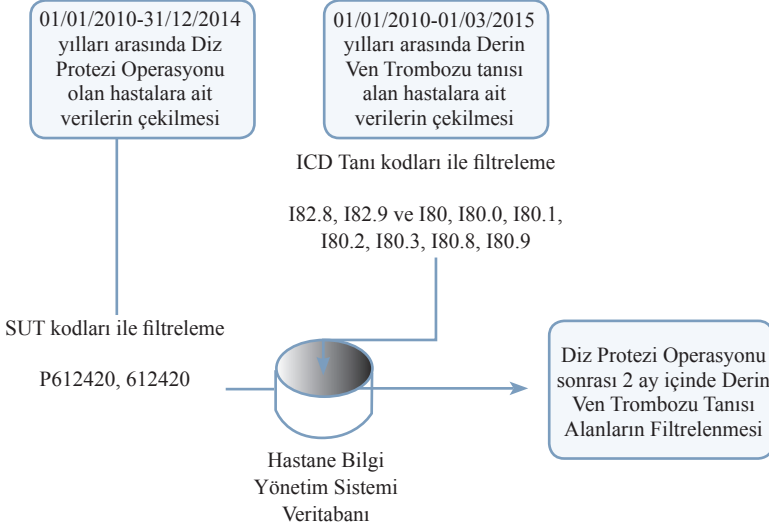 01/01/2010-31/12/2014
yılları arasında Diz
Protezi Operasyonu
olan hastalara ait
verilerin çekilmesi
01/01/2010-01/03/2015
yılları arasında Derin
Ven Trombozu tanısı
alan hastalara ait
verilerin çekilmesi
ICD Tanı kodları ile filtreleme
I82.8, I82.9 ve I80, I80.0, I80.1,
I80.2, I80.3, I80.8, I80.9
SUT kodları ile filtreleme
P612420, 612420
Hastane Bilgi
Yönetim Sistemi
Veritabanı
Diz Protezi Operasyonu
sonrası 2 ay içinde Derin
Ven Trombozu Tanısı
Alanların Filtrelenmesi